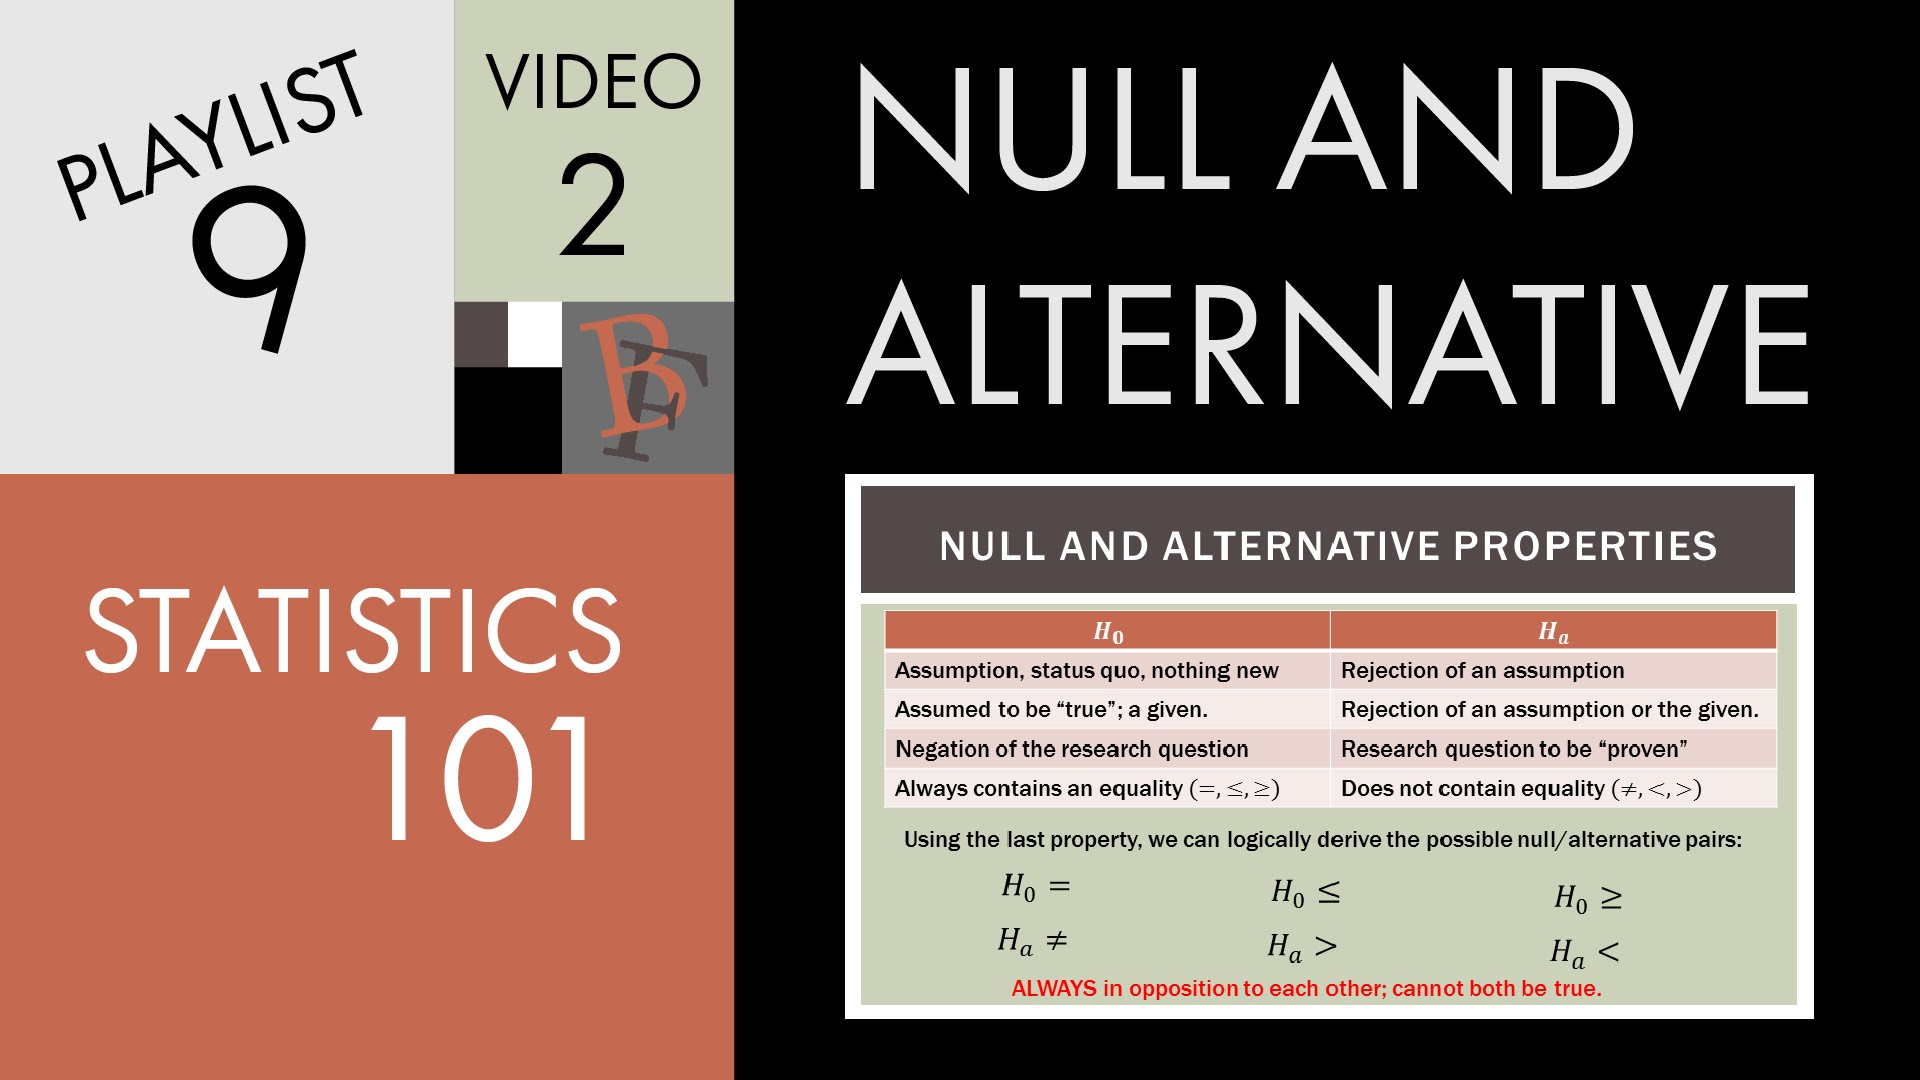 PLAYLIST
9
VIDEO
2
BF
STATISTICS
101
NULL AND
ALTERNATIVE
NULL AND ALTERNATIVE PROPERTIES
H₀ Hₐ
Assumption, status quo, nothing new Rejection of an assumption
Assumed to be “true”; a given. Rejection of an assumption or the given.
Negation of the research question Research question to be “proven”
Always contains an equality (=, ≤, ≥) Does not contain equality (≠, <, >)
Using the last property, we can logically derive the possible null/alternative pairs:
H₀ = H₀ ≤ H₀ ≥
Hₐ ≠ Hₐ > Hₐ <
ALWAYS in opposition to each other; cannot both be true.